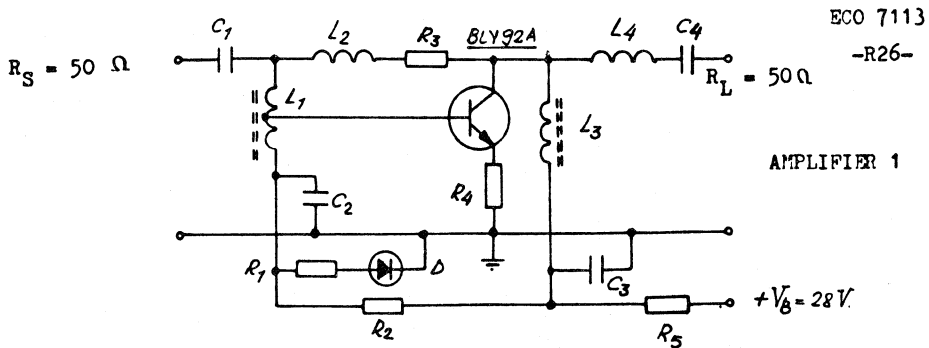 ECO 7113
-R26-
C1
L2
R3
BLY92A
L4
C4
RS = 50 Ω
RL = 50Ω
L1
L3
AMPLIFIER 1
R4
C2
R1
D
C3
R2
R5
+VB = 28V.